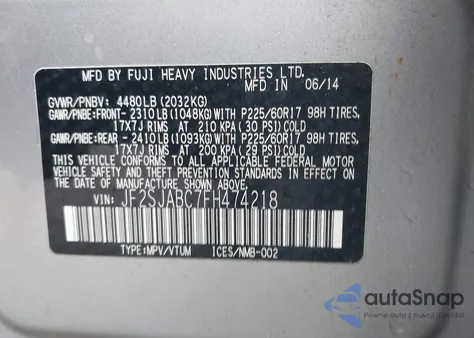 MFD BY FUJI HEAVY INDUSTRIES LTD.
MFD IN 06/14
GVWR/PNBV: 4480LB (2032KG)
GAWR/PNBE:FRONT- 2310LB (1048KG) WITH P225/60R17 98H TIRES,
17X7J RIMS AT 210 KPA (30 PSI) COLD
GAWR/PNBE:REAR - 2410LB (1093KG) WITH P225/60R17 98H TIRES,
17X7J RIMS AT 200 KPA (29 PSI) COLD
THIS VEHICLE CONFORMS TO ALL APPLICABLE FEDERAL MOTOR
VEHICLE SAFETY STANDARDS IN EFFECT ON THE DATE OF
MANUFACTURE SHOWN ABOVE.
VIN: JF2SJABC7FH474218
TYPE:MPV/VTUM ICES/NMB-002
autoSnap
Pewne auto z